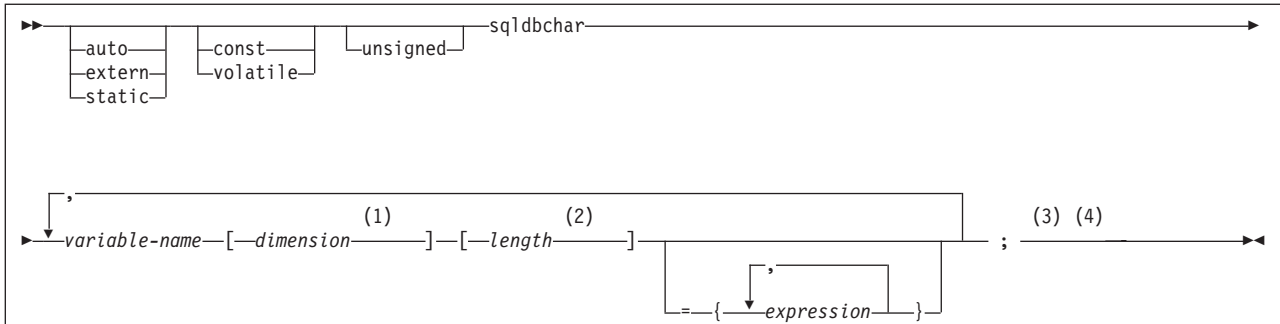 sqldbchar
auto const unsigned
extern volatile
static
,
(1) (2) (3) (4)
variable-name [ dimension ] [ length ] ;
,
= { expression }